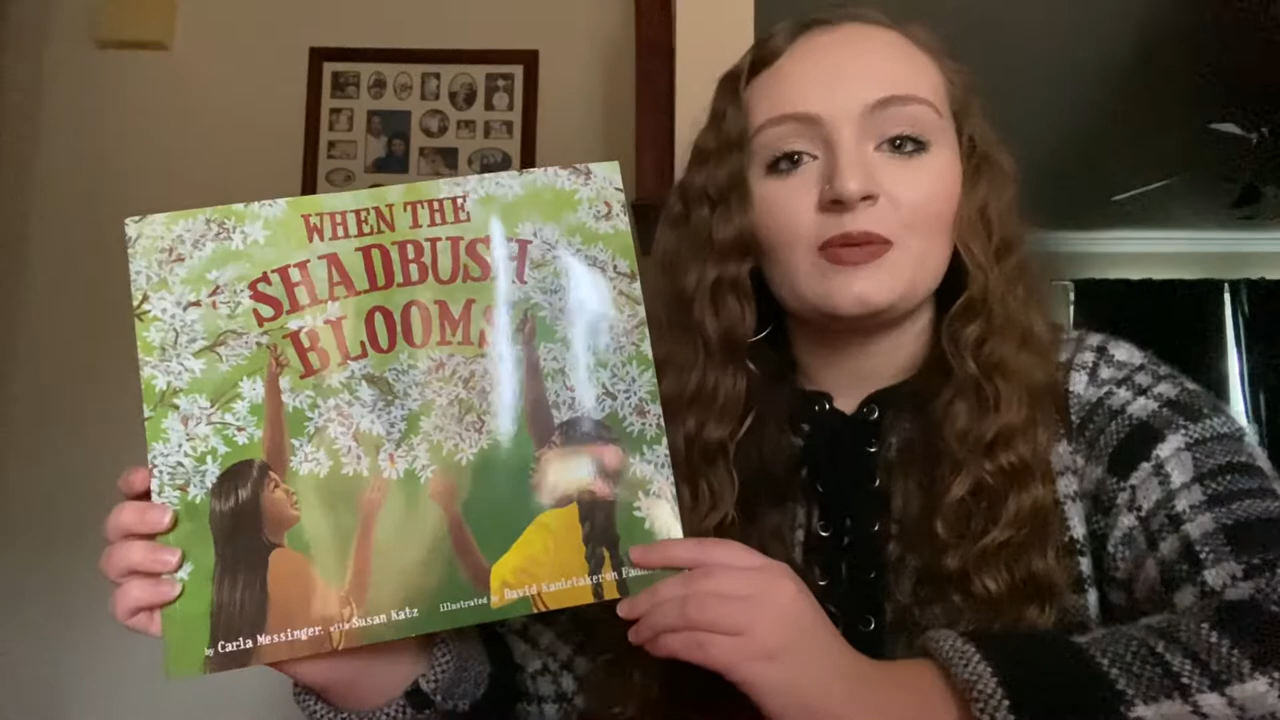 WHEN THE
SHADBUSH
BLOOMS
by Carla Messinger, with Susan Katz
illustrated by David Kanietakeron